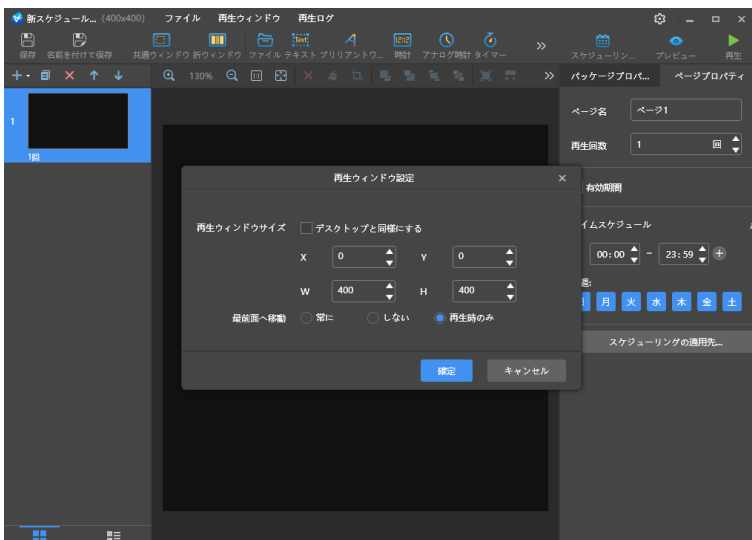 新スケジュール... (400x400) ファイル 再生ウィンドウ 再生ログ
保存 名前を付けて保存 共通ウィンドウ 折ウィンドウ ファイル テキスト ブリリアントワ... 時計 アナログ時計 タイマー スケジューリン... プレビュー 再生
130% 1:1 パッケージプロパ... ページプロパティ
ページ名 ページ1
1
再生回数 1 回
1回
再生ウィンドウ設定
有効期間
再生ウィンドウサイズ デスクトップと同様にする
イムスケジュール
X 0 Y 0
00:00 ~ 23:59
W 400 H 400
週:
日 月 火 水 木 金 土
最前面へ移動 常に しない 再生時のみ
スケジューリングの適用先...
確定 キャンセル